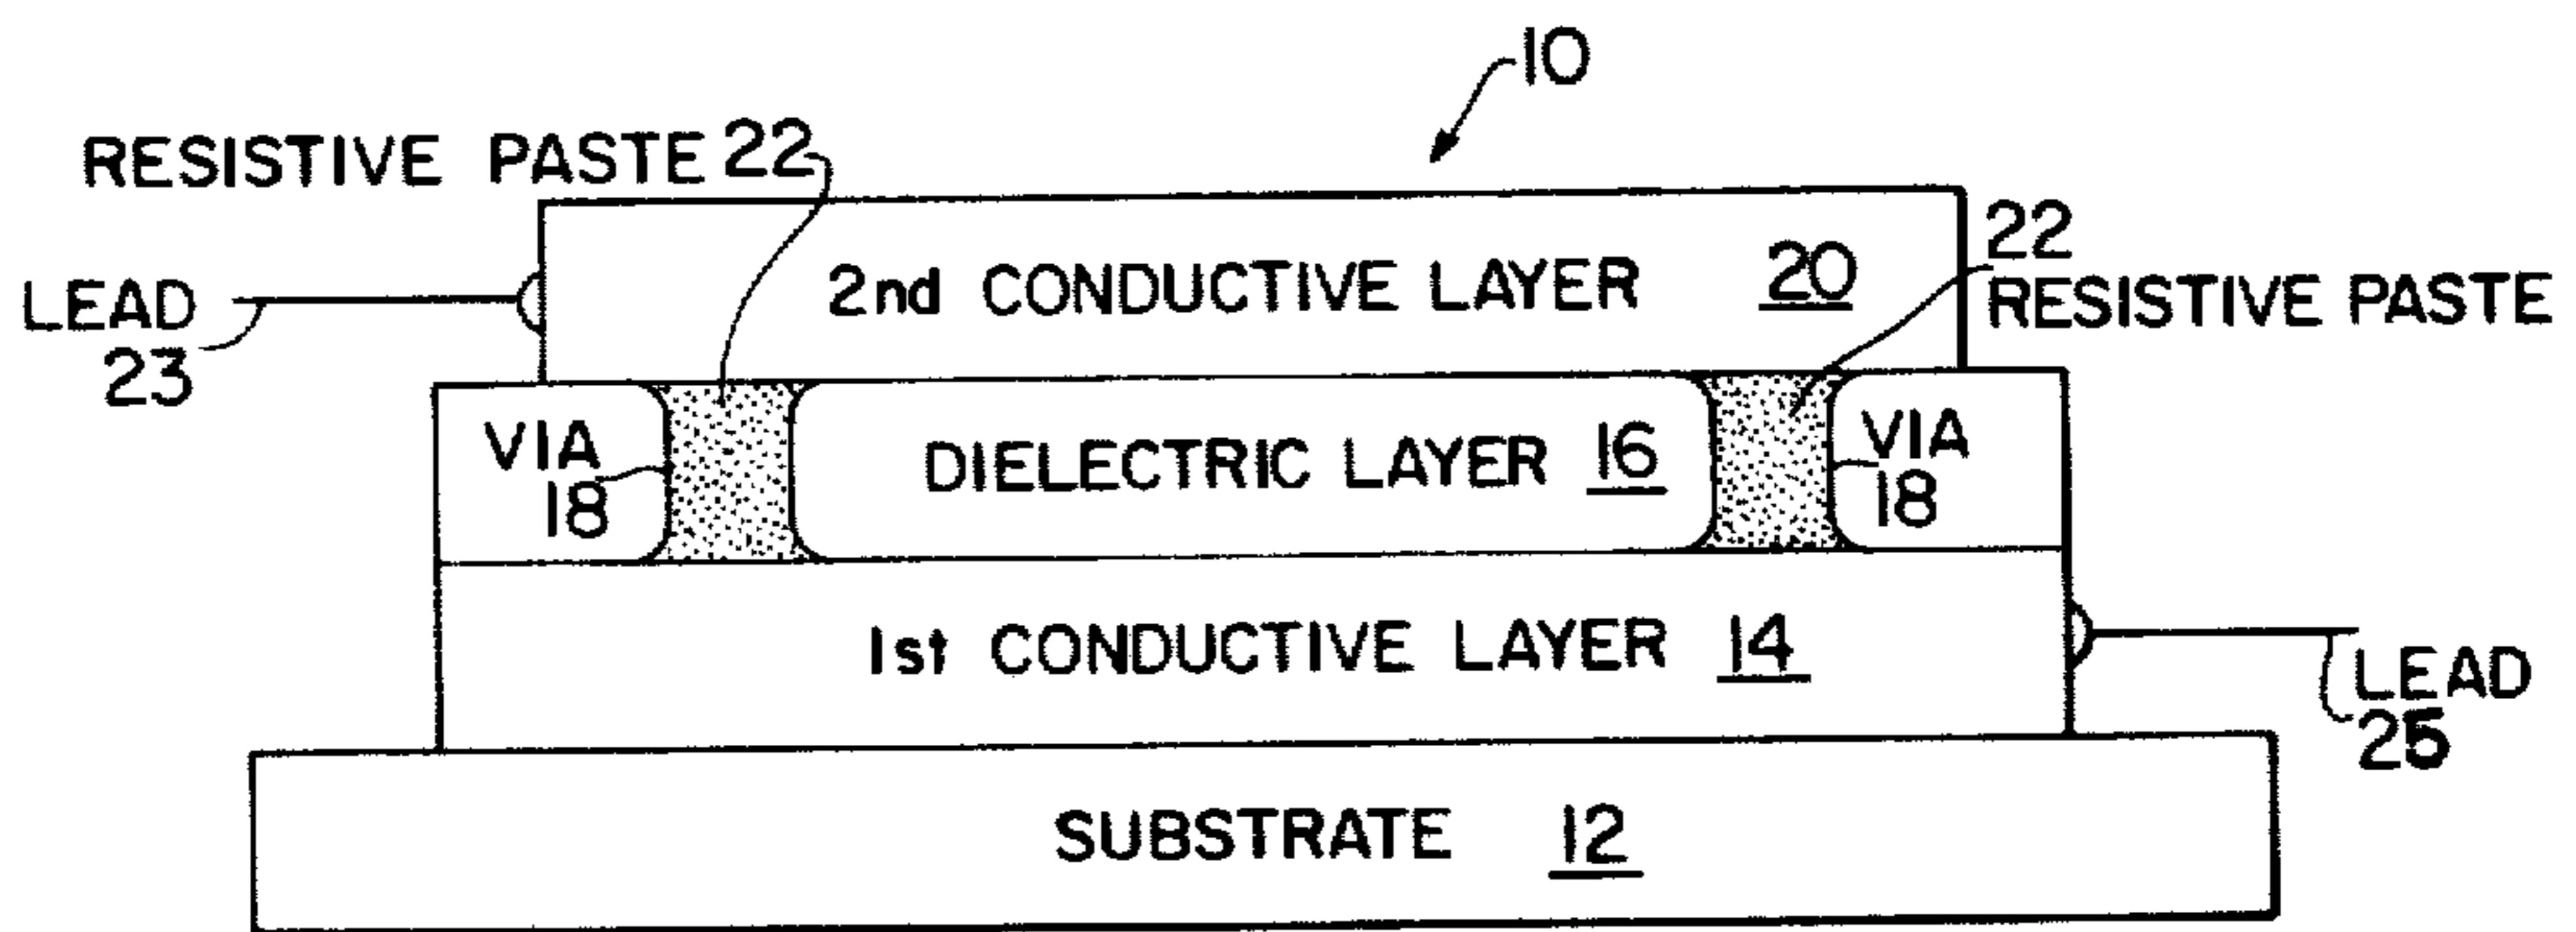 10
RESISTIVE PASTE 22
22
RESISTIVE PASTE
2nd CONDUCTIVE LAYER 20
LEAD
23
VIA
18
DIELECTRIC LAYER 16
VIA
18
1st CONDUCTIVE LAYER 14
LEAD
25
SUBSTRATE 12